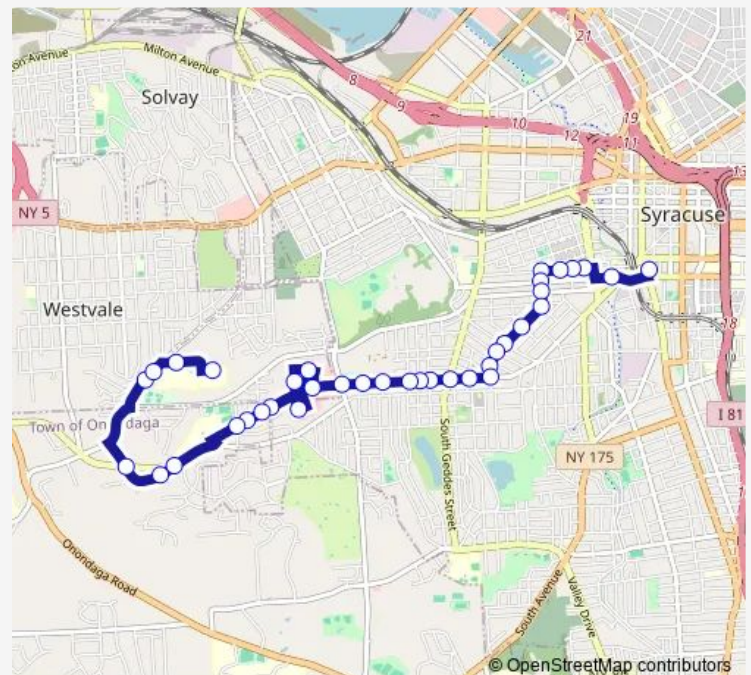 21
on Avenue
Milton Avenue
8
Solvay
9
10
19
12
11
13
NY 5
Syracuse
Westvale
18
Town of On daga
I 81
South Geddes Street
NY 175
Onondaga Road
South Avenue
Valley Drive
© OpenStreetMap contributors